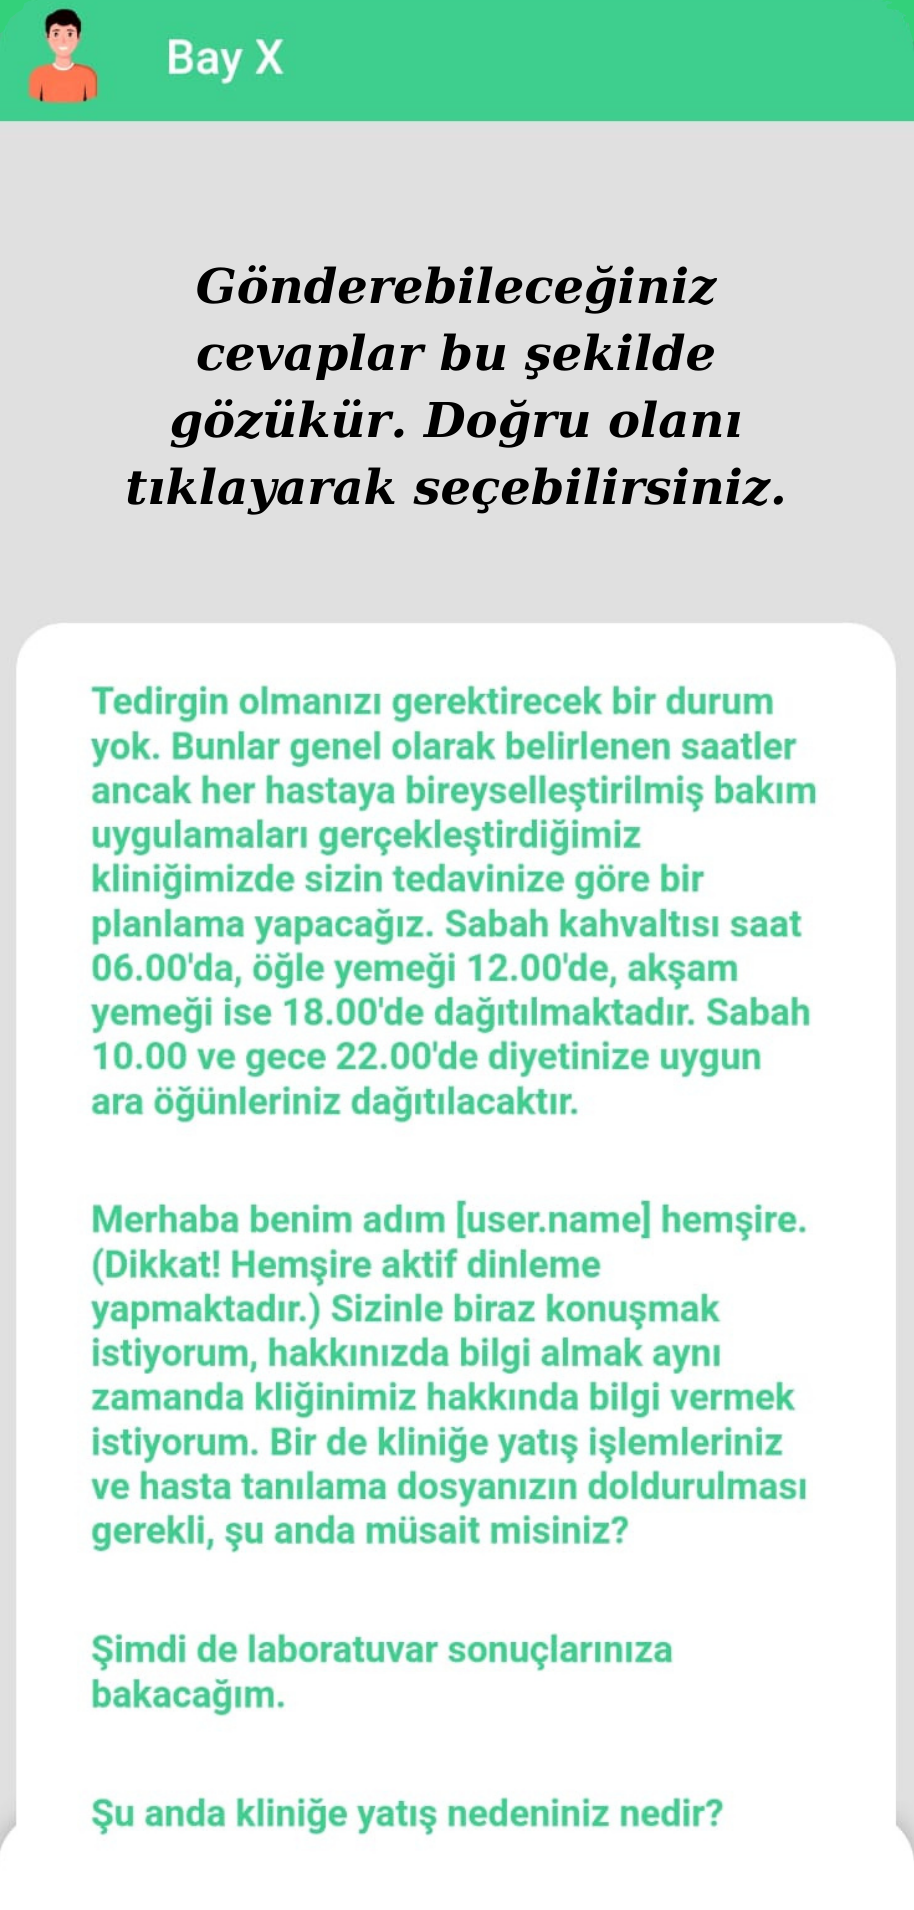 Bay X
Gönderebileceğiniz
cevaplar bu şekilde
gözükür. Doğru olanı
tıklayarak seçebilirsiniz.
Tedirgin olmanızı gerektirecek bir durum
yok. Bunlar genel olarak belirlenen saatler
ancak her hastaya bireyselleştirilmiş bakım
uygulamaları gerçekleştirdiğimiz
kliniğimizde sizin tedavinize göre bir
planlama yapacağız. Sabah kahvaltısı saat
06.00'da, öğle yemeği 12.00'de, akşam
yemeği ise 18.00'de dağıtılmaktadır. Sabah
10.00 ve gece 22.00'de diyetinize uygun
ara öğünleriniz dağıtılacaktır.
Merhaba benim adım [user.name] hemşire.
(Dikkat! Hemşire aktif dinleme
yapmaktadır.) Sizinle biraz konuşmak
istiyorum, hakkınızda bilgi almak aynı
zamanda kliğinimiz hakkında bilgi vermek
istiyorum. Bir de kliniğe yatış işlemleriniz
ve hasta tanılama dosyanızın doldurulması
gerekli, şu anda müsait misiniz?
Şimdi de laboratuvar sonuçlarınıza
bakacağım.
Şu anda kliniğe yatış nedeniniz nedir?